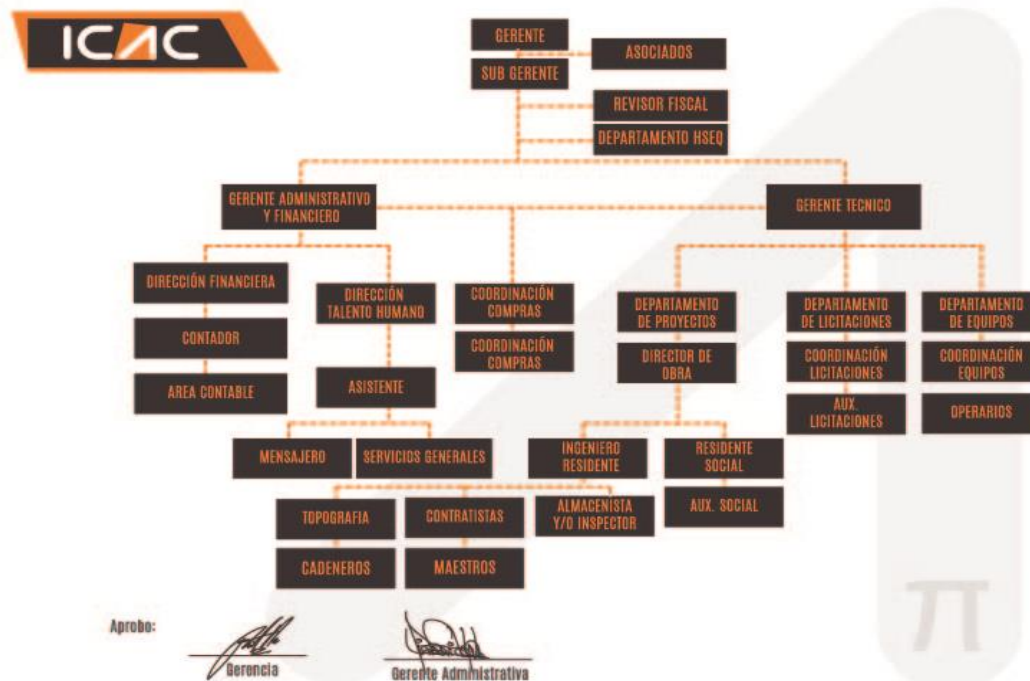 ICAC
GERENTE
ASOCIADOS
SUB GERENTE
REVISOR FISCAL
DEPARTAMENTO HSEQ
GERENTE ADMINISTRATIVO
Y FINANCIERO
GERENTE TECNICO
DIRECCIÓN FINANCIERA
DIRECCIÓN
TALENTO HUMANO
COORDINACIÓN
COMPRAS
DEPARTAMENTO
DE PROYECTOS
DEPARTAMENTO
DE LICITACIONES
DEPARTAMENTO
DE EQUIPOS
CONTADOR
COORDINACIÓN
COMPRAS
DIRECTOR DE
OBRA
COORDINACIÓN
LICITACIONES
COORDINACIÓN
EQUIPOS
AREA CONTABLE
ASISTENTE
AUX.
LICITACIONES
OPERARIOS
MENSAJERO
SERVICIOS GENERALES
INGENIERO
RESIDENTE
RESIDENTE
SOCIAL
TOPOGRAFIA
CONTRATISTAS
ALMACENISTA
Y/O INSPECTOR
AUX. SOCIAL
CADENEROS
MAESTROS
Aprobo:
Gerencia
Gerente Administrativa
π